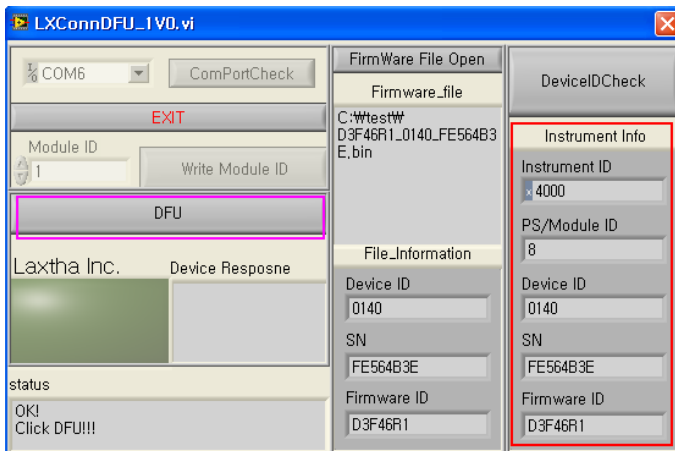 LXConnDFU_1V0.vi
COM6
ComPortCheck
EXIT
Module ID
1
Write Module ID
DFU
Laxtha Inc.
Device Resposne
status
OK!
Click DFU!!!
FirmWare File Open
Firmware_file
C:₩test₩
D3F46R1_0140_FE564B3
E.bin
File_Information
Device ID
0140
SN
FE564B3E
Firmware ID
D3F46R1
DeviceIDCheck
Instrument Info
Instrument ID
x 4000
PS/Module ID
8
Device ID
0140
SN
FE564B3E
Firmware ID
D3F46R1